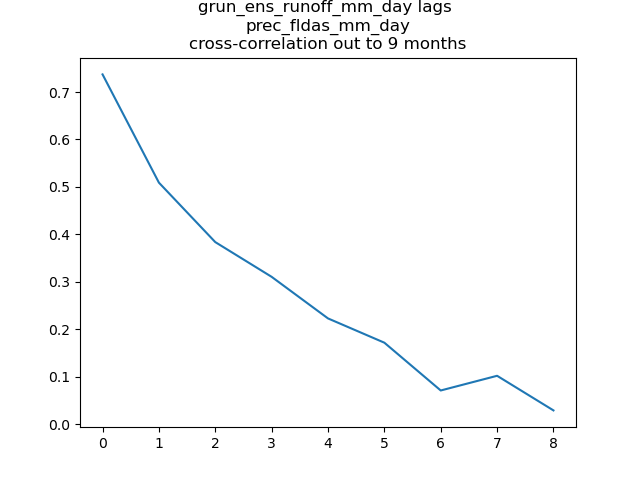 grun_ens_runoff_mm_day lags
prec_fldas_mm_day
cross-correlation out to 9 months
0.7
0.6
0.5
0.4
0.3
0.2
0.1
0.0
0 1 2 3 4 5 6 7 8